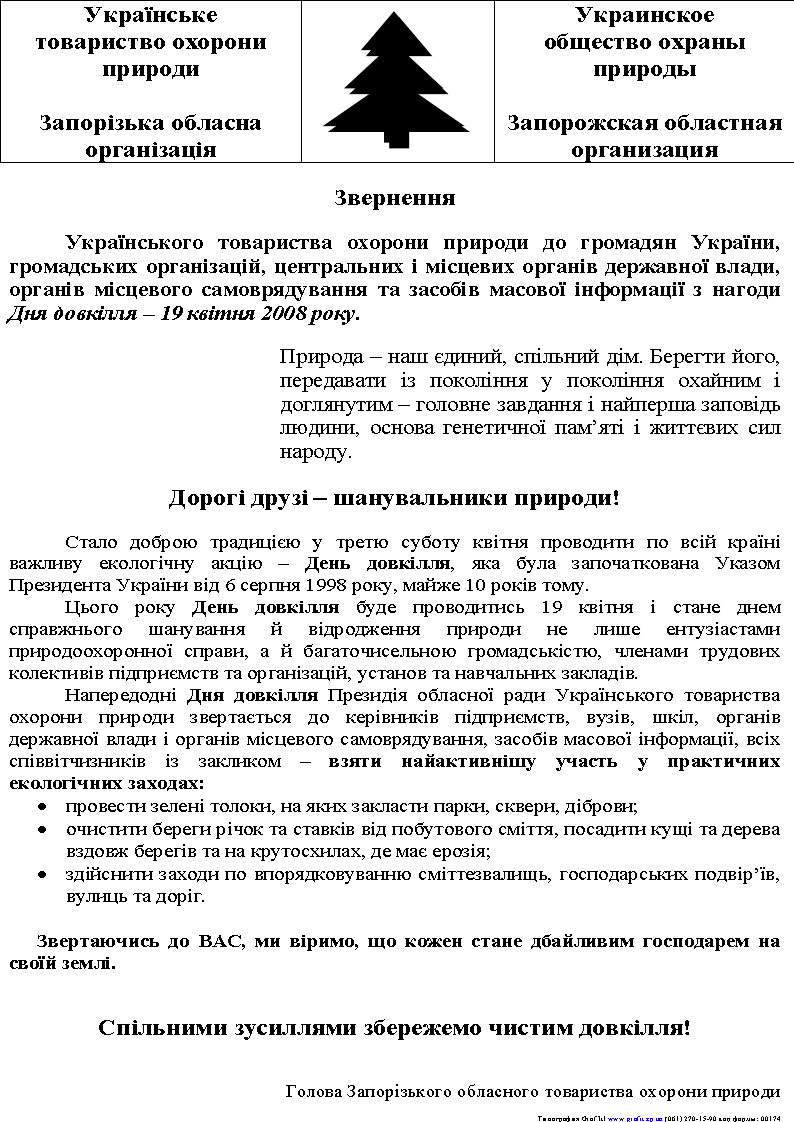 Українське
товариство охорони
природи
Запорізька обласна
організація
Украинское
общество охраны
природы
Запорожская областная
организация
Звернення
Українського товариства охорони природи до громадян України,
громадських організацій, центральних і місцевих органів державної влади,
органів місцевого самоврядування та засобів масової інформації з нагоди
Дня довкілля – 19 квітня 2008 року.
Природа – наш єдиний, спільний дім. Берегти його,
передавати із покоління у покоління охайним і
доглянутим – головне завдання і найперша заповідь
людини, основа генетичної пам’яті і життєвих сил
народу.
Дорогі друзі – шанувальники природи!
Стало доброю традицією у третю суботу квітня проводити по всій країні
важливу екологічну акцію – День довкілля, яка була започаткована Указом
Президента України від 6 серпня 1998 року, майже 10 років тому.
Цього року День довкілля буде проводитись 19 квітня і стане днем
справжнього шанування й відродження природи не лише ентузіастами
природоохоронної справи, а й багаточисельною громадськістю, членами трудових
колективів підприємств та організацій, установ та навчальних закладів.
Напередодні Дня довкілля Президія обласної ради Українського товариства
охорони природи звертається до керівників підприємств, вузів, шкіл, органів
державної влади і органів місцевого самоврядування, засобів масової інформації, всіх
співвітчизників із закликом – взяти найактивнішу участь у практичних
екологічних заходах:
• провести зелені толоки, на яких закласти парки, сквери, діброви;
• очистити береги річок та ставків від побутового сміття, посадити кущі та дерева
вздовж берегів та на крутосхилах, де має ерозія;
• здійснити заходи по впорядковуванню сміттєзвалищь, господарських подвір’їв,
вулиць та доріг.
Звертаючись до ВАС, ми віримо, що кожен стане дбайливим господарем на
своїй землі.
Спільними зусиллями збережемо чистим довкілля!
Голова Запорізького обласного товариства охорони природи
Типография (061) 270-15-90 код формы: 00174